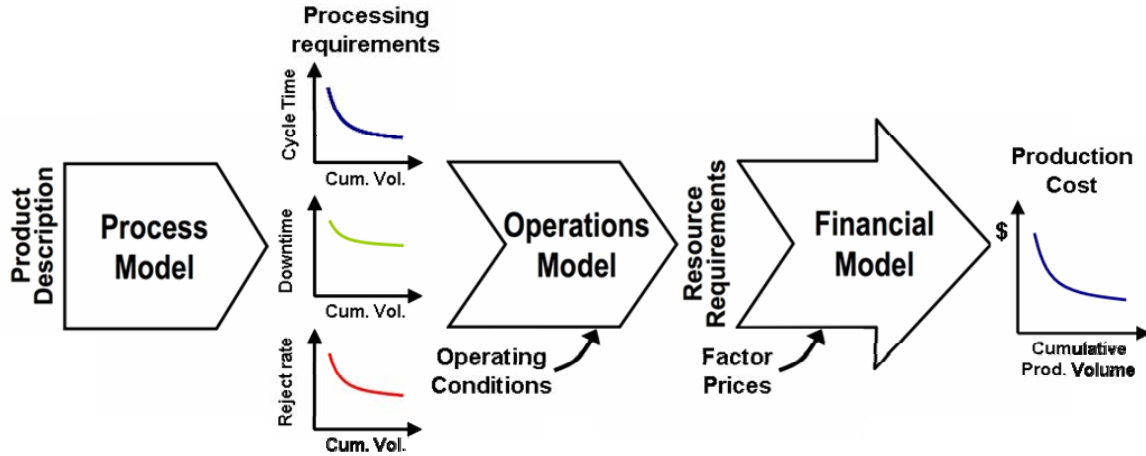 Product
Description
Process
Model
Processing
requirements
Cycle Time
Cum. Vol.
Downtime
Cum. Vol.
Reject rate
Cum. Vol.
Operations
Model
Operating
Conditions
Resource
Requirements
Financial
Model
Factor
Prices
Production
Cost
$
Cumulative
Prod. Volume